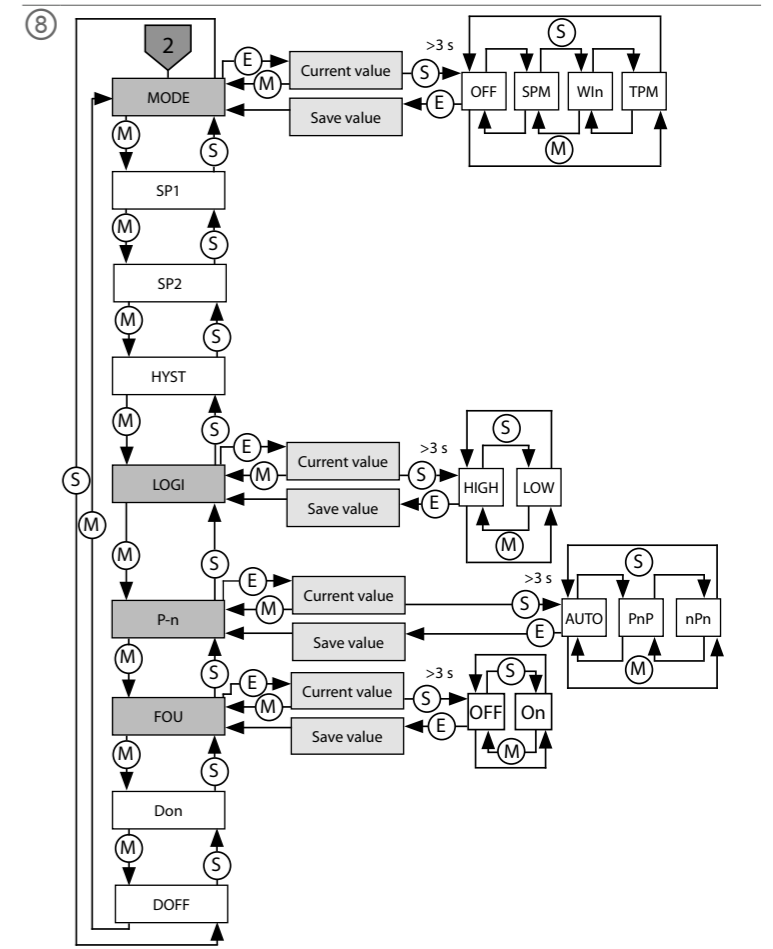 8
2
MODE
E
M
Current value
Save value
>3 s
S
E
OFF
SPM
WIn
TPM
S
M
M
S
SP1
M
S
SP2
M
S
HYST
M
S
LOGI
E
M
Current value
Save value
>3 s
S
E
HIGH
LOW
S
M
S
M
M
S
P-n
E
M
Current value
Save value
>3 s
S
E
AUTO
PnP
nPn
S
M
M
S
FOU
E
M
Current value
Save value
>3 s
S
E
OFF
On
S
M
M
S
Don
M
S
DOFF